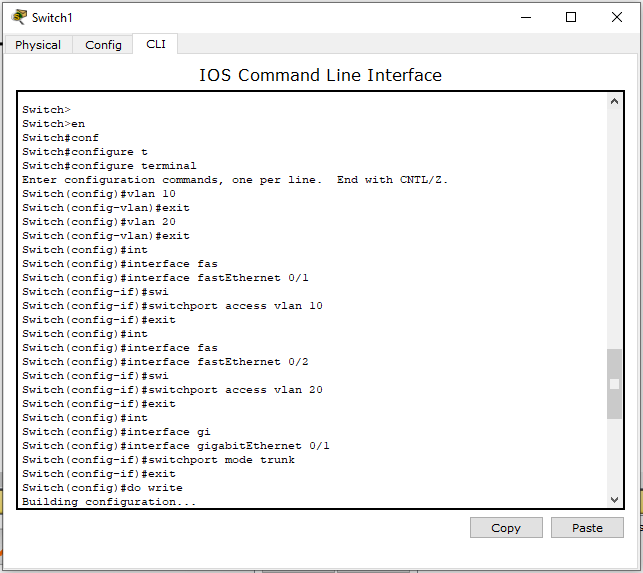 Switch1
Physical Config CLI
IOS Command Line Interface
Switch>
Switch>en
Switch#conf
Switch#configure t
Switch#configure terminal
Enter configuration commands, one per line.  End with CNTL/Z.
Switch(config)#vlan 10
Switch(config-vlan)#exit
Switch(config)#vlan 20
Switch(config-vlan)#exit
Switch(config)#int
Switch(config)#interface fas
Switch(config)#interface fastEthernet 0/1
Switch(config-if)#swi
Switch(config-if)#switchport access vlan 10
Switch(config-if)#exit
Switch(config)#int
Switch(config)#interface fas
Switch(config)#interface fastEthernet 0/2
Switch(config-if)#swi
Switch(config-if)#switchport access vlan 20
Switch(config-if)#exit
Switch(config)#int
Switch(config)#interface gi
Switch(config)#interface gigabitEthernet 0/1
Switch(config-if)#switchport mode trunk
Switch(config-if)#exit
Switch(config)#do write
Building configuration...
Copy Paste